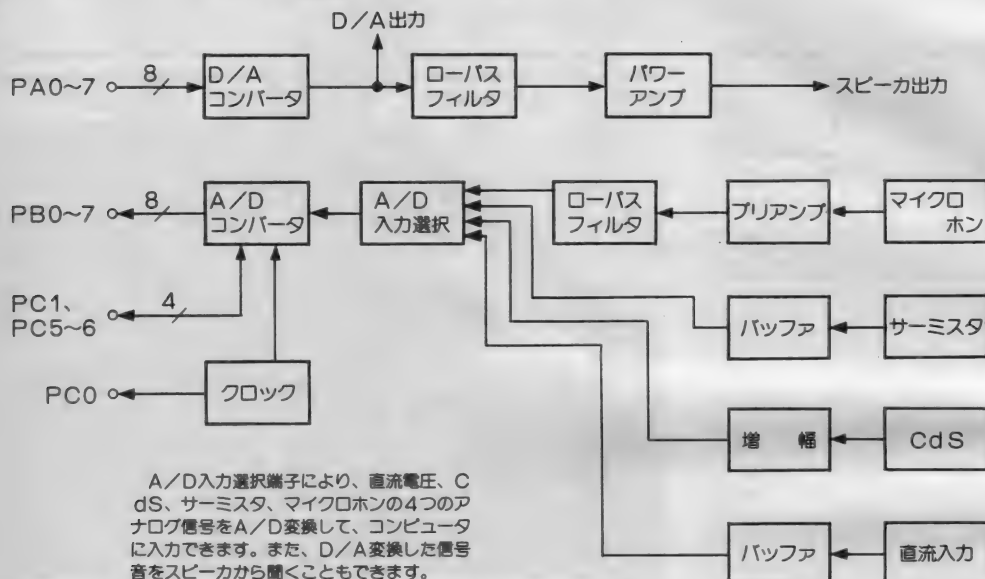 D/A出力
PA0~7
8
D/A
コンバータ
ローパス
フィルタ
パワー
アンプ
スピーカ出力
PB0~7
8
A/D
コンバータ
A/D
入力選択
ローパス
フィルタ
プリアンプ
マイクロ
ホン
PC1、
PC5~6
4
バッファ
サーミスタ
PC0
クロック
増 幅
CdS
A/D入力選択端子により、直流電圧、C
dS、サーミスタ、マイクロホンの4つのア
ナログ信号をA/D変換して、コンピュータ
に入力できます。また、D/A変換した信号
音をスピーカから聞くこともできます。
バッファ
直流入力